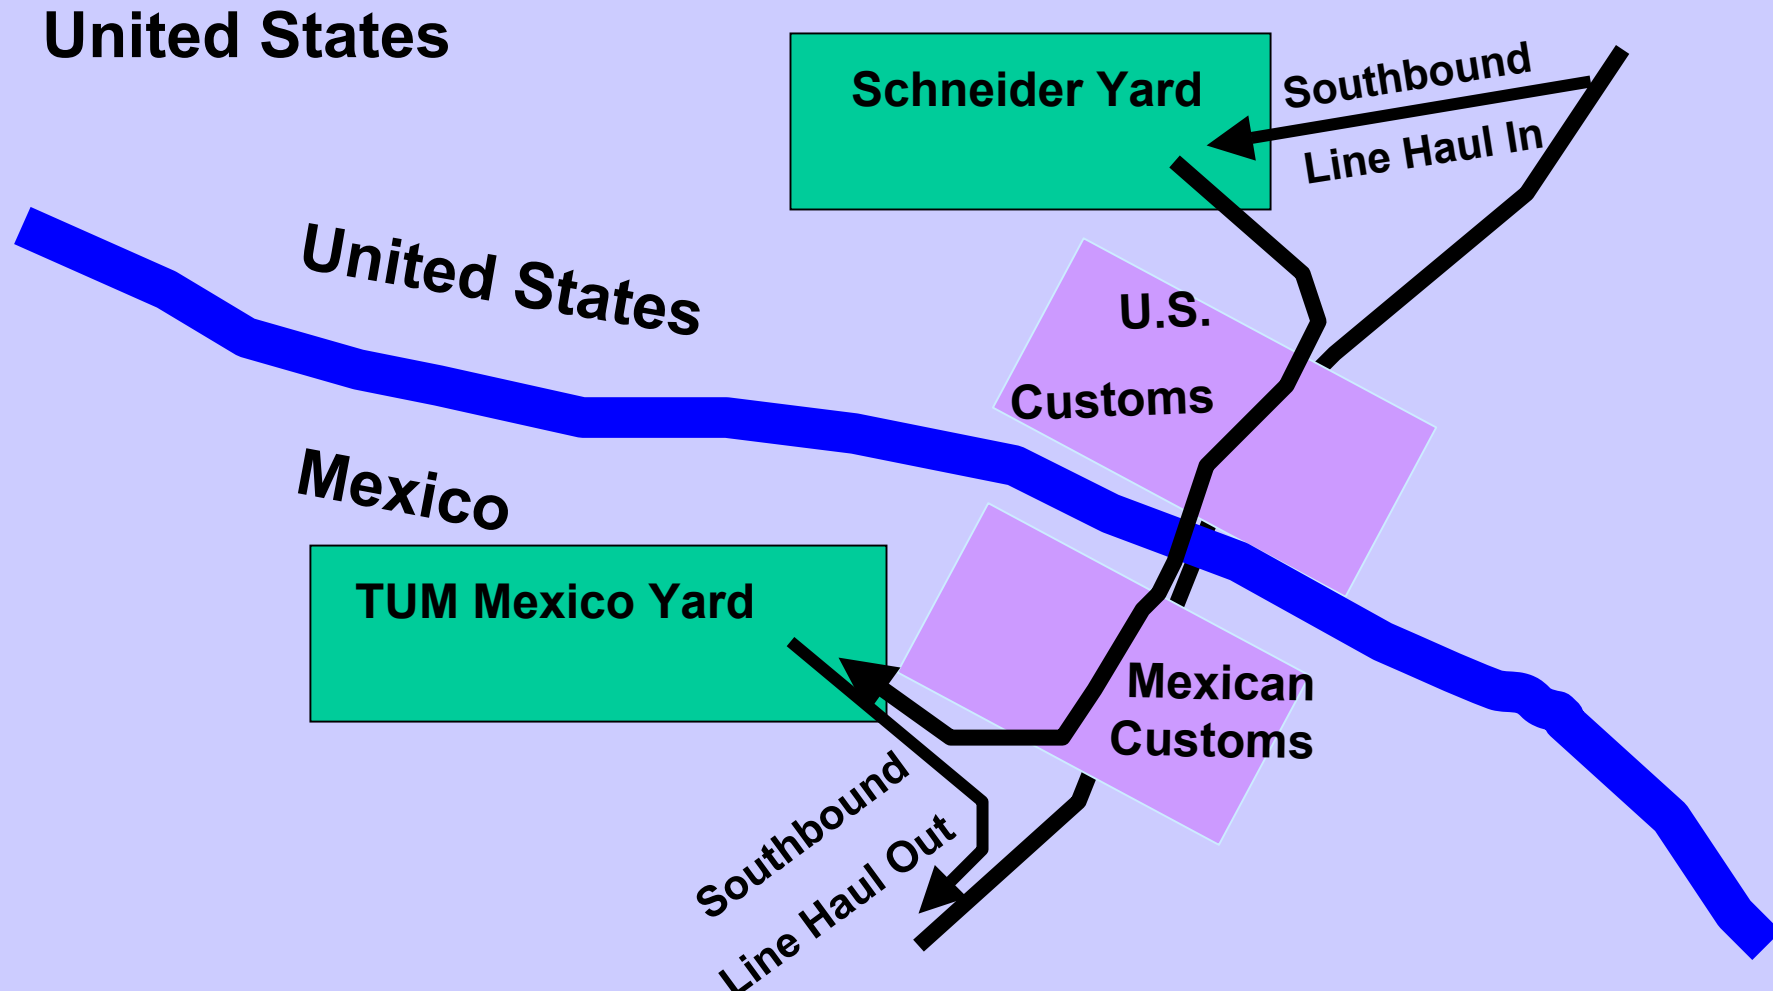 United States
Schneider Yard
Southbound
Line Haul In
United States
U.S.
Customs
Mexico
TUM Mexico Yard
Mexican
Customs
Southbound
Line Haul Out